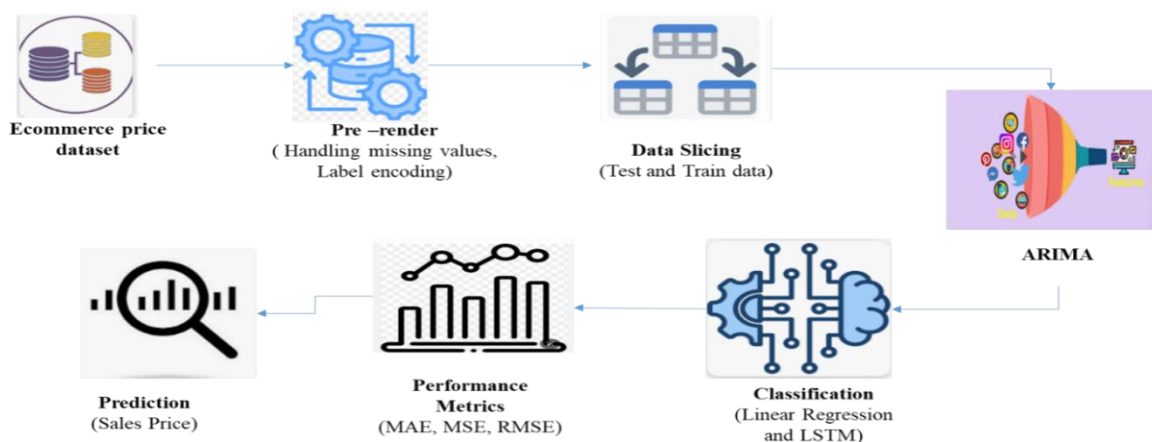 Ecommerce price
dataset
Pre –render
( Handling missing values,
Label encoding)
Data Slicing
(Test and Train data)
ARIMA
Classification
(Linear Regression
and LSTM)
Performance
Metrics
(MAE, MSE, RMSE)
Prediction
(Sales Price)